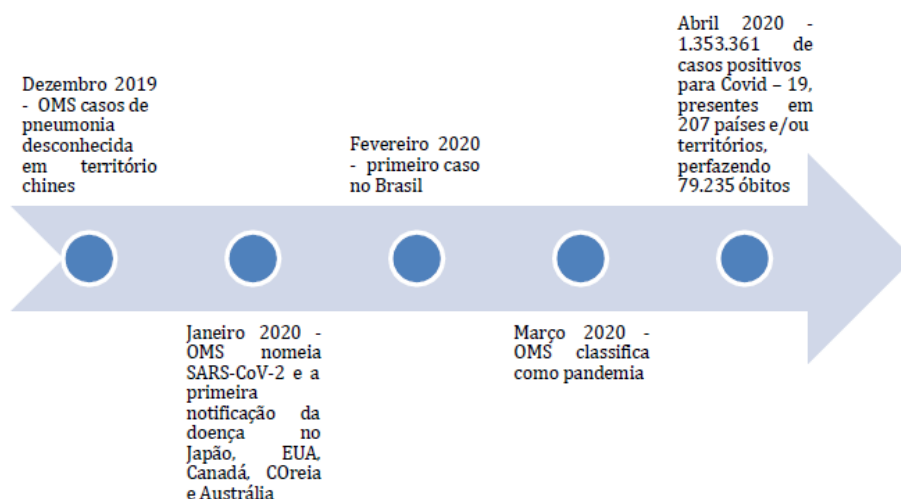 Dezembro 2019
- OMS casos de
pneumonia
desconhecida
em território
chines
Janeiro 2020 -
OMS nomeia
SARS-CoV-2 e a
primeira
notificação da
doença no
Japão, EUA,
Canadá, COreia
e Austrália
Fevereiro 2020
- primeiro caso
no Brasil
Março 2020 -
OMS classifica
como pandemia
Abril 2020 -
1.353.361 de
casos positivos
para Covid – 19,
presentes em
207 países e/ou
territórios,
perfazendo
79.235 óbitos